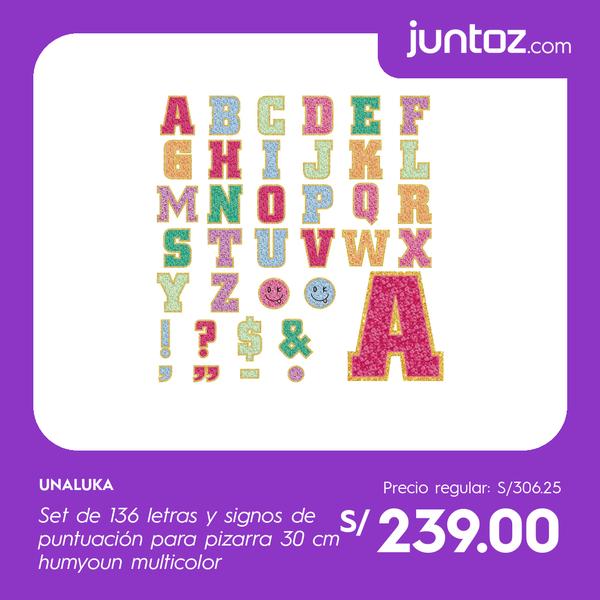 juntoz.com
A B C D E F
G H I J K L
M N O P Q R
S T U V W X
Y Z
A
! ? $ &
, ,, - .
UNALUKA
Set de 136 letras y signos de
puntuación para pizarra 30 cm
humyoun multicolor
Precio regular: S/306.25
S/ 239.00